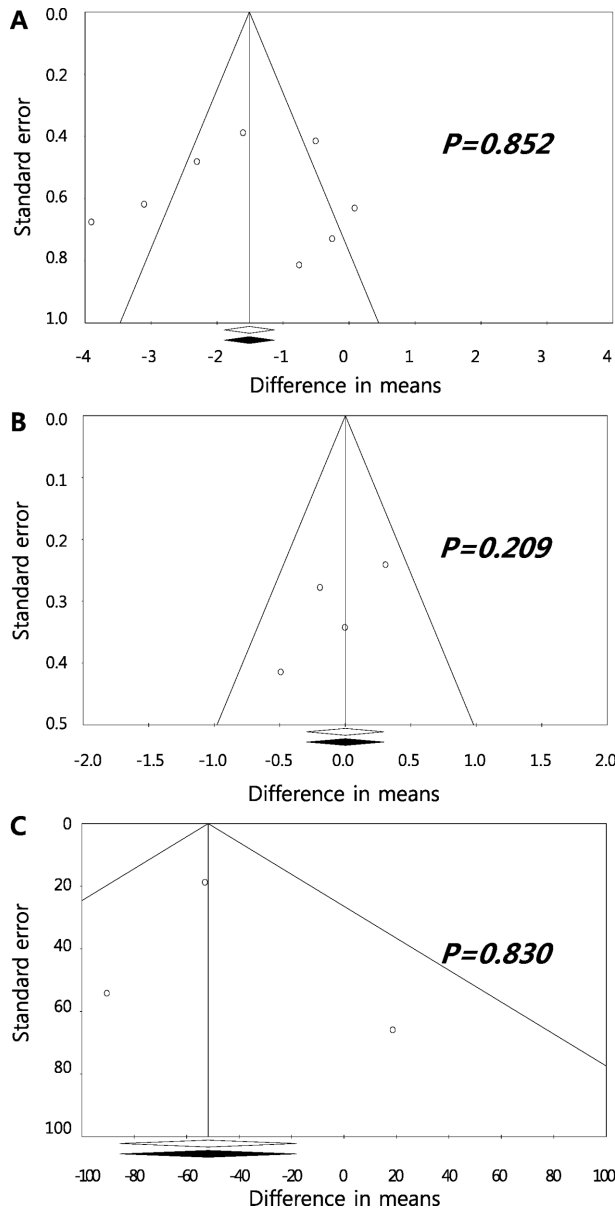 A
Standard error
0.0
0.2
0.4
0.6
0.8
1.0
P=0.852
-4 -3 -2 -1 0 1 2 3 4
Difference in means
B
Standard error
0.0
0.1
0.2
0.3
0.4
0.5
P=0.209
-2.0 -1.5 -1.0 -0.5 0.0 0.5 1.0 1.5 2.0
Difference in means
C
Standard error
0
20
40
60
80
100
P=0.830
-100 -80 -60 -40 -20 0 20 40 60 80 100
Difference in means